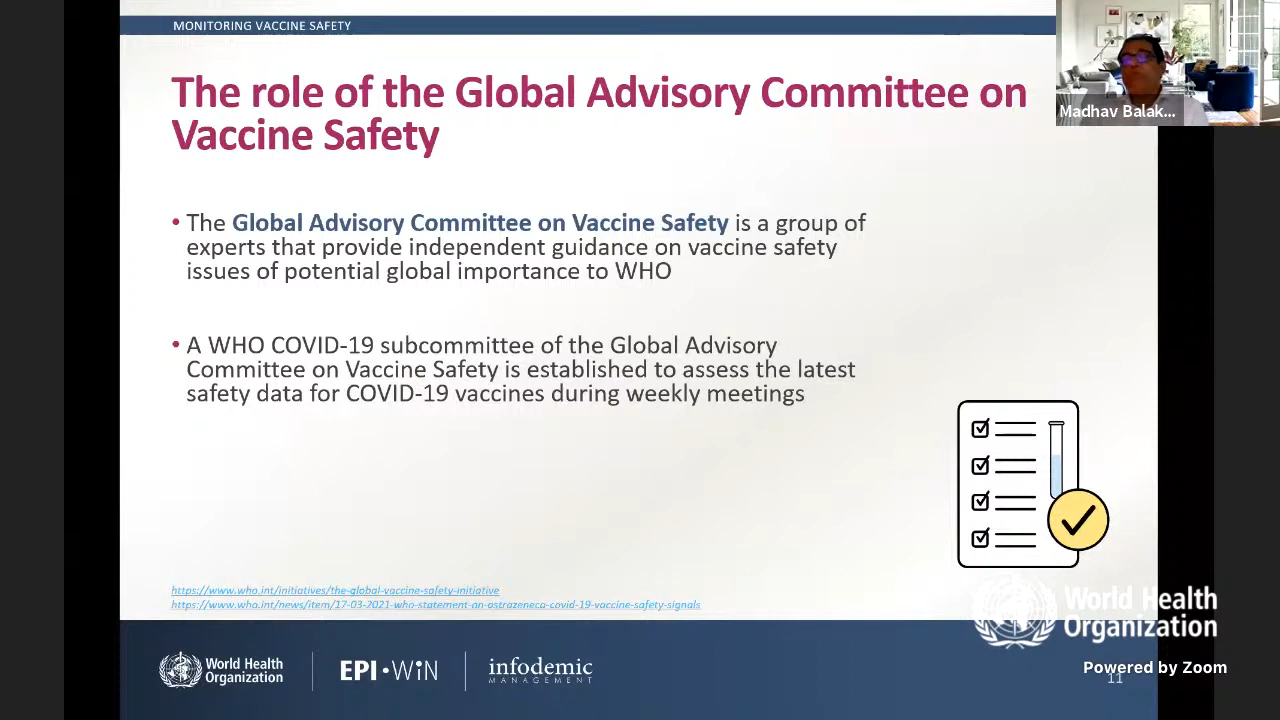 MONITORING VACCINE SAFETY
The role of the Global Advisory Committee on
Vaccine Safety
Madhav Balak...
• The Global Advisory Committee on Vaccine Safety is a group of
experts that provide independent guidance on vaccine safety
issues of potential global importance to WHO
• A WHO COVID-19 subcommittee of the Global Advisory
Committee on Vaccine Safety is established to assess the latest
safety data for COVID-19 vaccines during weekly meetings
https://www.who.int/initiatives/the-global-vaccine-safety-initiative
https://www.who.int/news/item/17-03-2021-who-statement-on-astrazeneca-covid-19-vaccine-safety-signals
World Health
Organization
World Health
Organization
EPI•WiN
infodemic
MANAGEMENT
Powered by Zoom
11